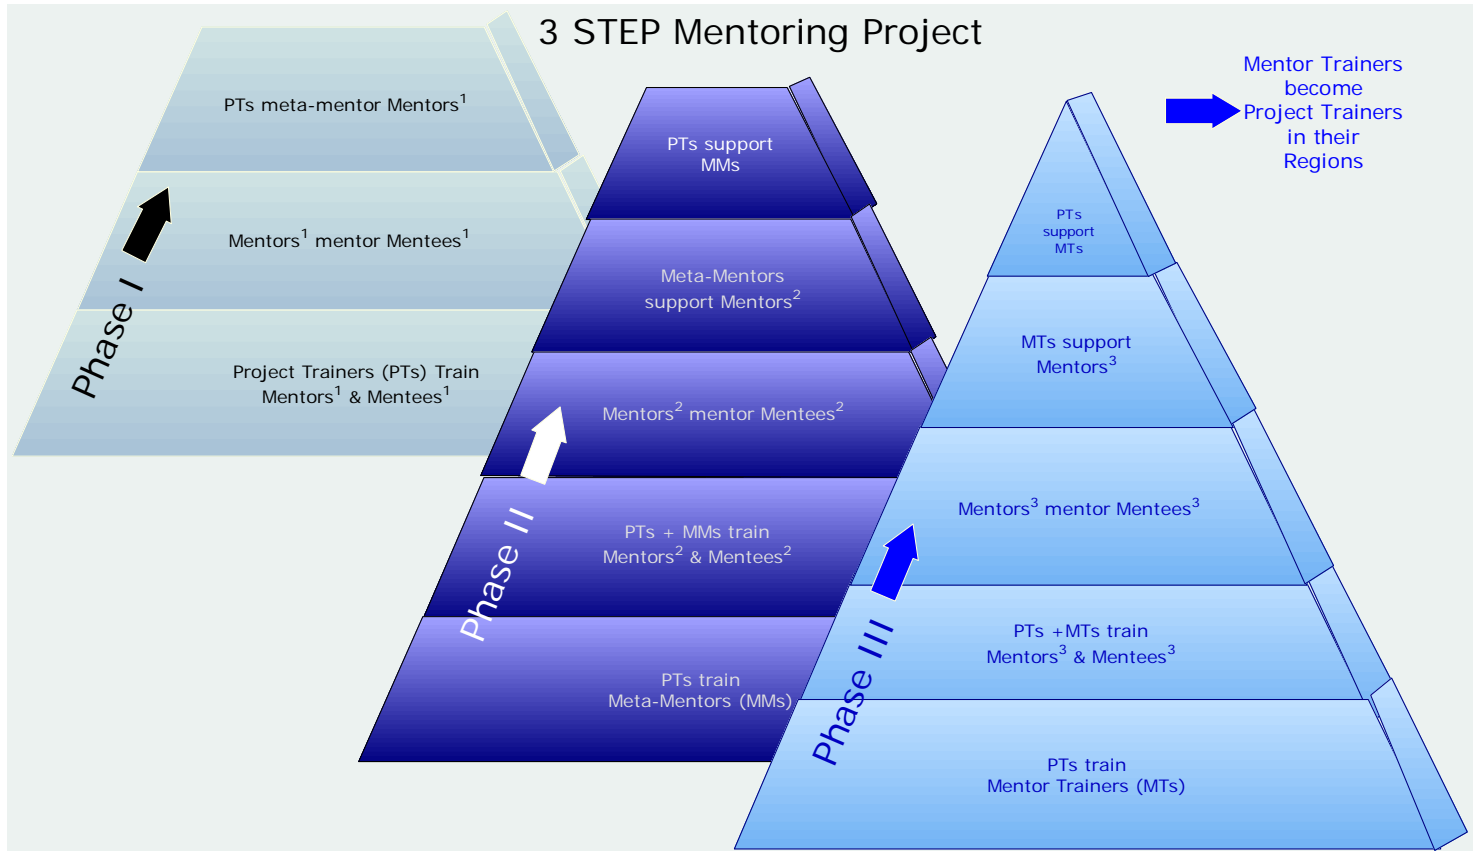 3 STEP Mentoring Project
PTs meta-mentor Mentors¹
Mentors¹ mentor Mentees¹
Project Trainers (PTs) Train
Mentors¹ & Mentees¹
Phase I
PTs support
MMs
Meta-Mentors
support Mentors²
Mentors² mentor Mentees²
PTs + MMs train
Mentors² & Mentees²
PTs train
Meta-Mentors (MMs)
Phase II
PTs
support
MTs
MTs support
Mentors³
Mentors³ mentor Mentees³
PTs +MTs train
Mentors³ & Mentees³
PTs train
Mentor Trainers (MTs)
Phase III
Mentor Trainers
become
Project Trainers
in their
Regions